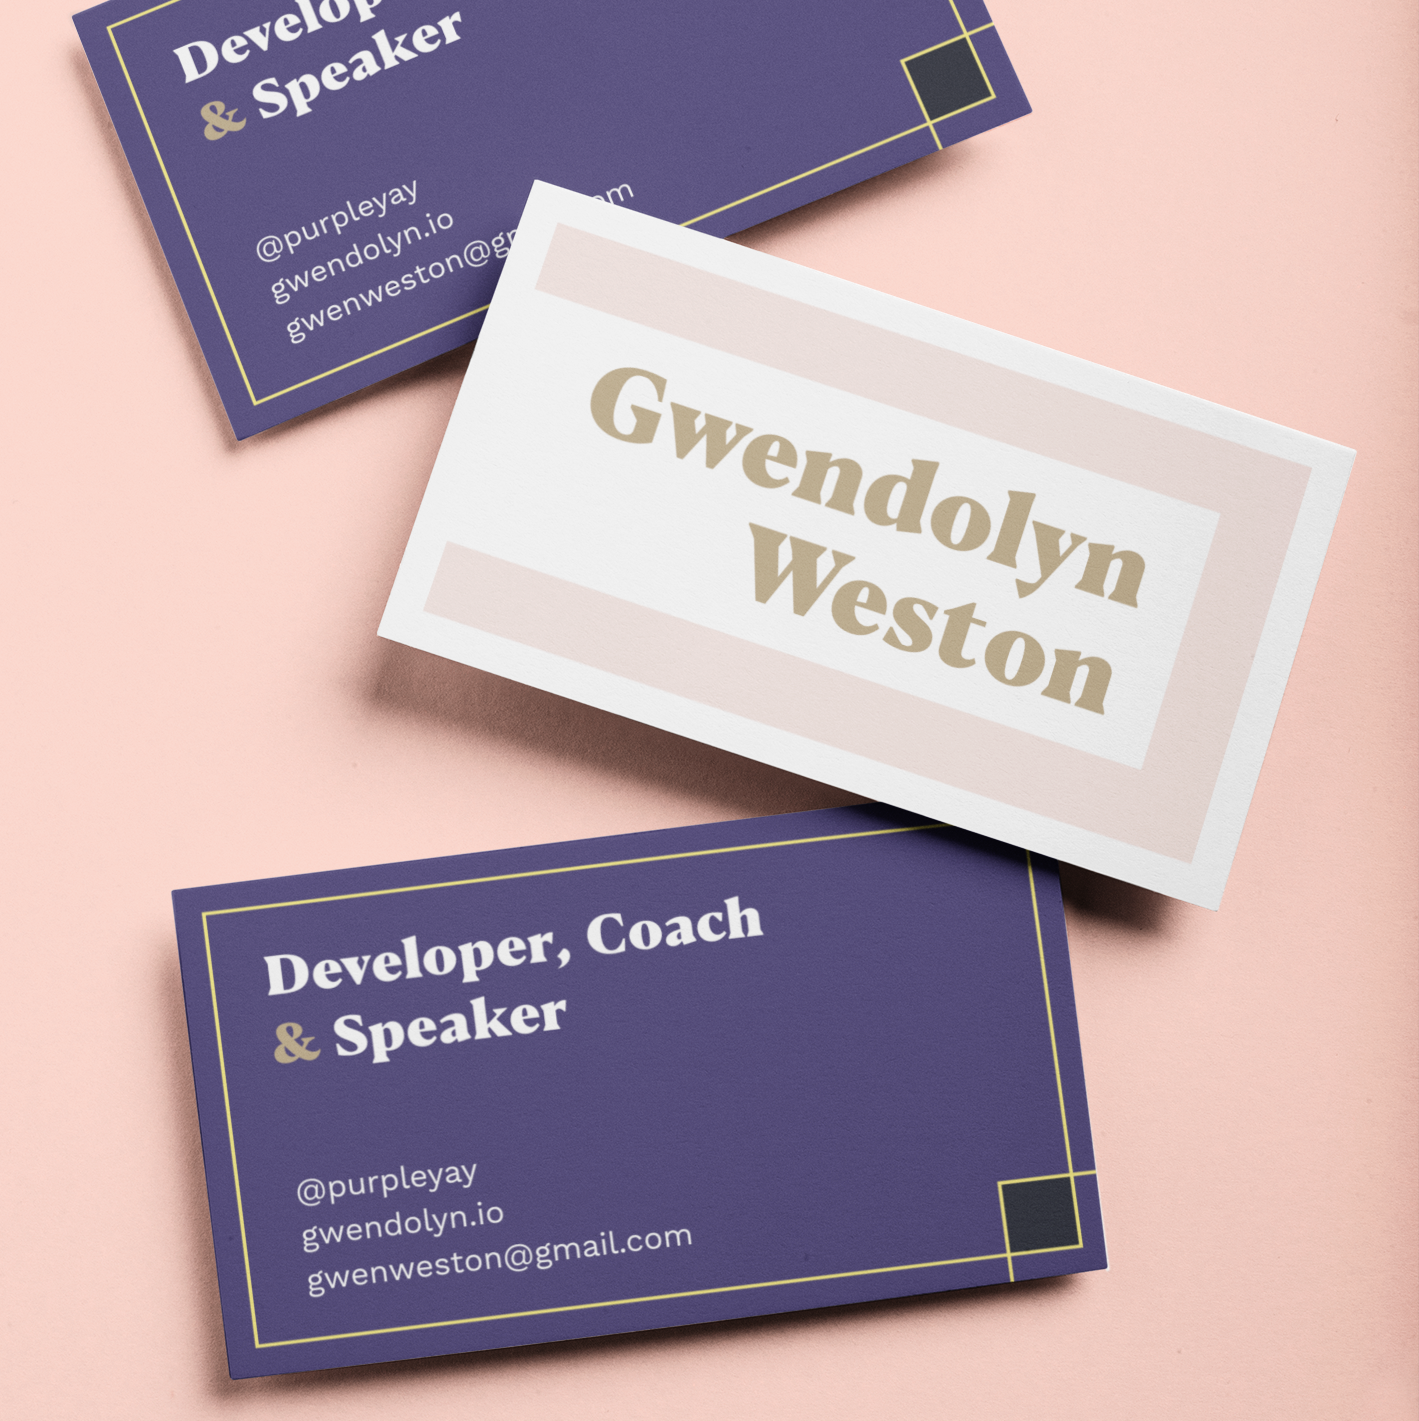 & Speaker
@purpleyay
gwendolyn.io
Gwendolyn
Weston
Developer, Coach
& Speaker
@purpleyay
gwendolyn.io
gwenweston@gmail.com